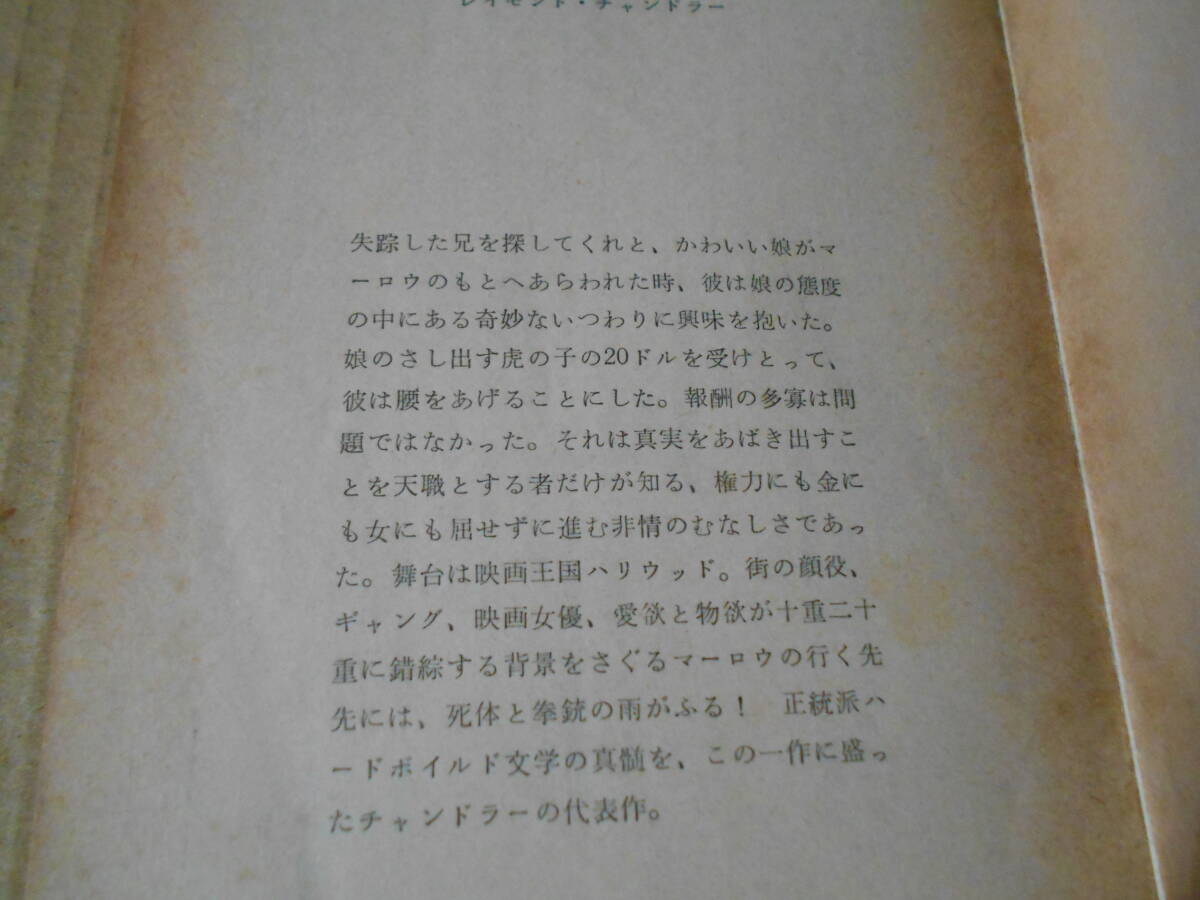 レイモンド・チャンドラー
失踪した兄を探してくれと、かわいい娘がマ
ーロウのもとへあらわれた時、彼は娘の態度
の中にある奇妙ないつわりに興味を抱いた。
娘のさし出す虎の子の20ドルを受けとって、
彼は腰をあげることにした。報酬の多寡は問
題ではなかった。それは真実をあばき出すこ
とを天職とする者だけが知る、権力にも金に
も女にも屈せずに進む非情のむなしさであっ
た。舞台は映画王国ハリウッド。街の顔役、
ギャング、映画女優、愛欲と物欲が十重二十
重に錯綜する背景をさぐるマーロウの行く先
先には、死体と拳銃の雨がふる！　正統派ハ
ードボイルド文学の真髄を、この一作に盛っ
たチャンドラーの代表作。